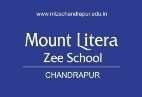 www.mlzschandrapur.edu.in
Mount Litera
Zee School
CHANDRAPUR